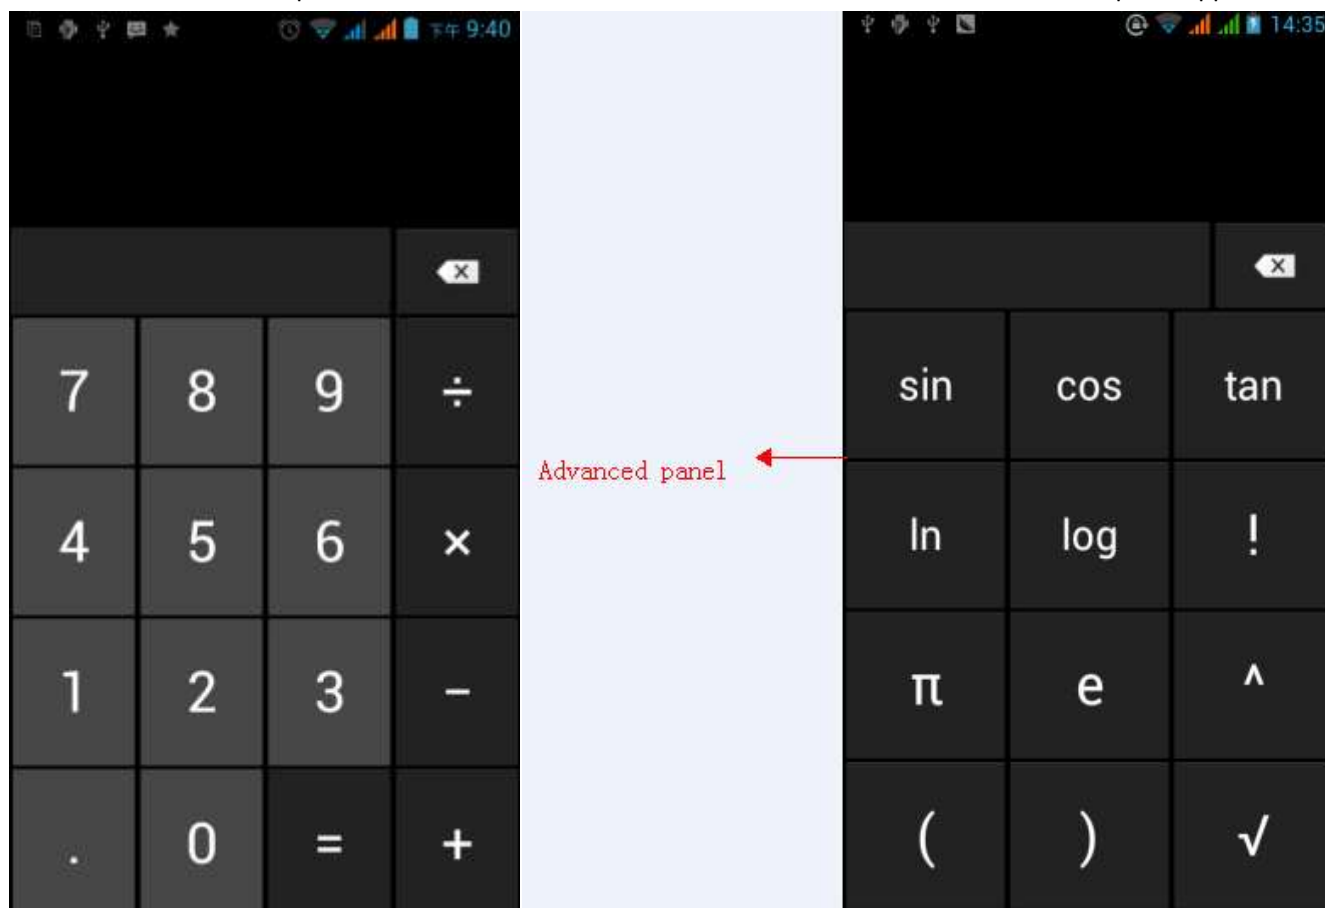 下午 9:40
7 8 9 ÷
4 5 6 ×
1 2 3 −
. 0 = +
Advanced panel
14:35
sin cos tan
ln log !
π e ^
( ) √